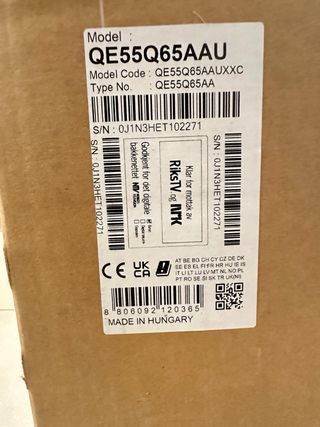 Model :
QE55Q65AAU
Model Code : QE55Q65AAUXXC
Type No. : QE55Q65AA
S/N : 0J1N3HET102271
S/N : 0J1N3HET102271
Godkjent for det digitale
bakkenettet
Klar for mottak av
RiksTV og NRK
S/N : 0J1N3HET102271
CE UK CA
AT BE BG CH CY CZ DE DK
EE ES EL FI FR HR HU IE IS
IT LI LT LU LV MT NL NO PL
PT RO SE SI SK TR UK(NI)
8 806092 120365
MADE IN HUNGARY